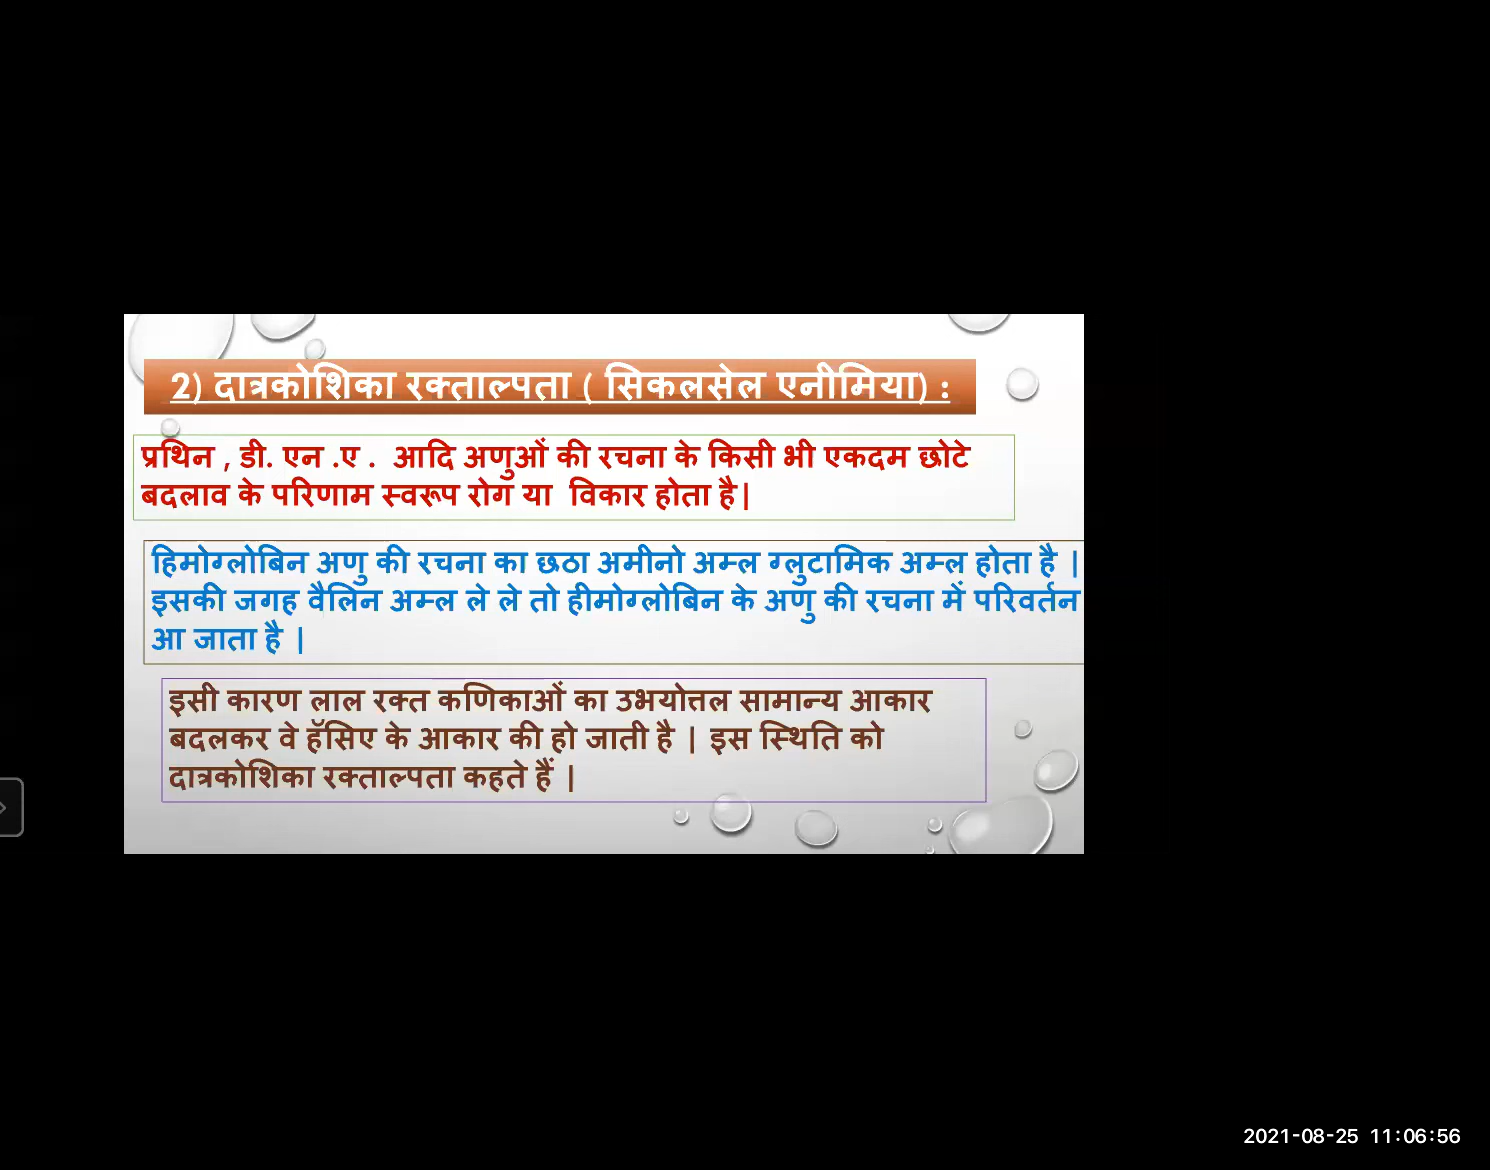 2) दात्रकोशिका रक्ताल्पता ( सिकलसेल एनीमिया) :
प्रथिन , डी. एन .ए . आदि अणुओं की रचना के किसी भी एकदम छोटे
बदलाव के परिणाम स्वरूप रोग या विकार होता है|
हिमोग्लोबिन अणु की रचना का छठा अमीनो अम्ल ग्लुटामिक अम्ल होता है |
इसकी जगह वैलिन अम्ल ले ले तो हीमोग्लोबिन के अणु की रचना में परिवर्तन
आ जाता है |
इसी कारण लाल रक्त कणिकाओं का उभयोत्तल सामान्य आकार
बदलकर वे हॅसिए के आकार की हो जाती है | इस स्थिति को
दात्रकोशिका रक्ताल्पता कहते हैं |
2021-08-25 11:06:56